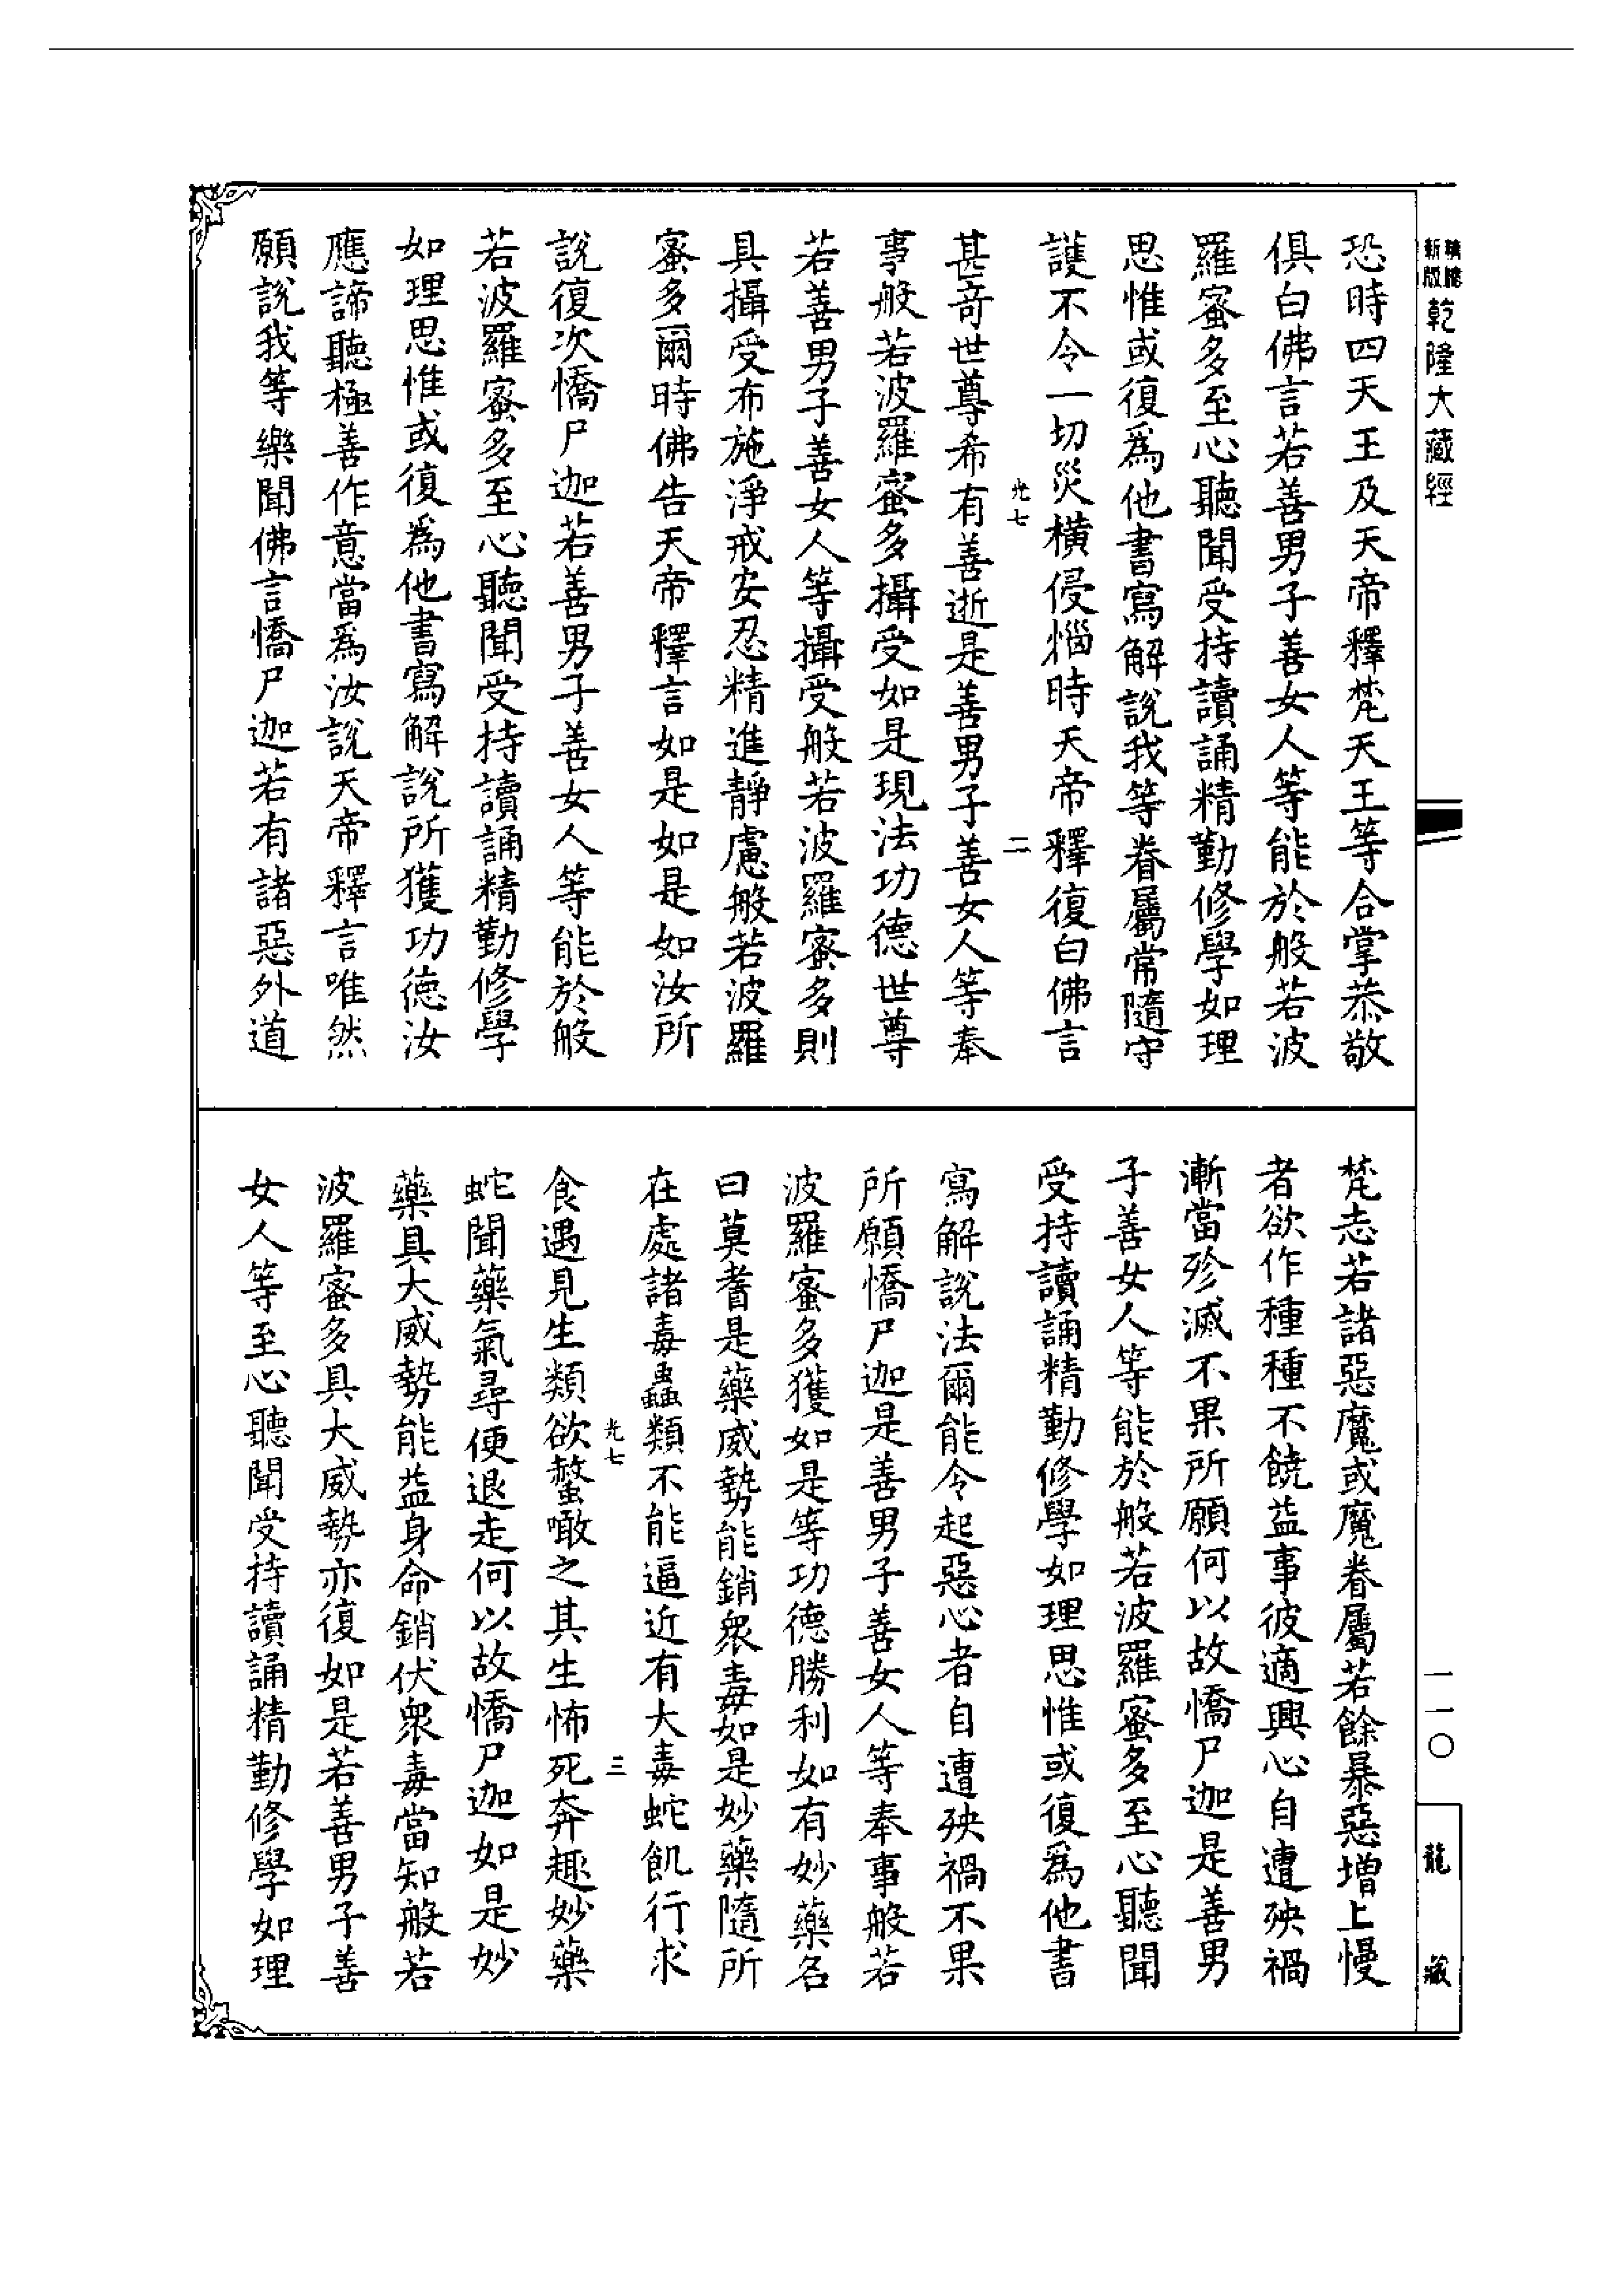 乾隆大藏經
恐時四天王及天帝釋梵天王等合掌恭敬
俱白佛言若善男子善女人等能於般若波
羅蜜多至心聽聞受持讀誦精勤修學如理
思惟或復爲他書寫解說我等眷屬常隨守
護不令一切災橫侵惱時天帝釋復白佛言
光七
二
甚奇世尊希有善逝是善男子善女人等奉
事般若波羅蜜多攝受如是現法功德世尊
若善男子善女人等攝受般若波羅蜜多則
具攝受布施淨戒安忍精進靜慮般若波羅
蜜多爾時佛告天帝釋言如是如是如汝所
說復次憍尸迦若善男子善女人等能於般
若波羅蜜多至心聽聞受持讀誦精勤修學
如理思惟或復爲他書寫解說所獲功德汝
應諦聽極善作意當爲汝說天帝釋言唯然
願說我等樂聞佛言憍尸迦若有諸惡外道
梵志若諸惡魔或魔眷屬若餘暴惡增上慢
者欲作種種不饒益事彼適興心自遭殃禍
漸當殄滅不果所願何以故憍尸迦是善男
子善女人等能於般若波羅蜜多至心聽聞
受持讀誦精勤修學如理思惟或復爲他書
寫解說法爾能令起惡心者自遭殃禍不果
所願憍尸迦是善男子善女人等奉事般若
波羅蜜多獲如是等功德勝利如有妙藥名
曰莫耆是藥威勢能銷衆毒如是妙藥隨所
在處諸毒蟲類不能逼近有大毒蛇飢行求
光七
三
食遇見生類欲螫噉之其生怖死奔趣妙藥
蛇聞藥氣尋便退走何以故憍尸迦如是妙
藥具大威勢能益身命銷伏衆毒當知般若
波羅蜜多具大威勢亦復如是若善男子善
女人等至心聽聞受持讀誦精勤修學如理
一一〇
龍藏